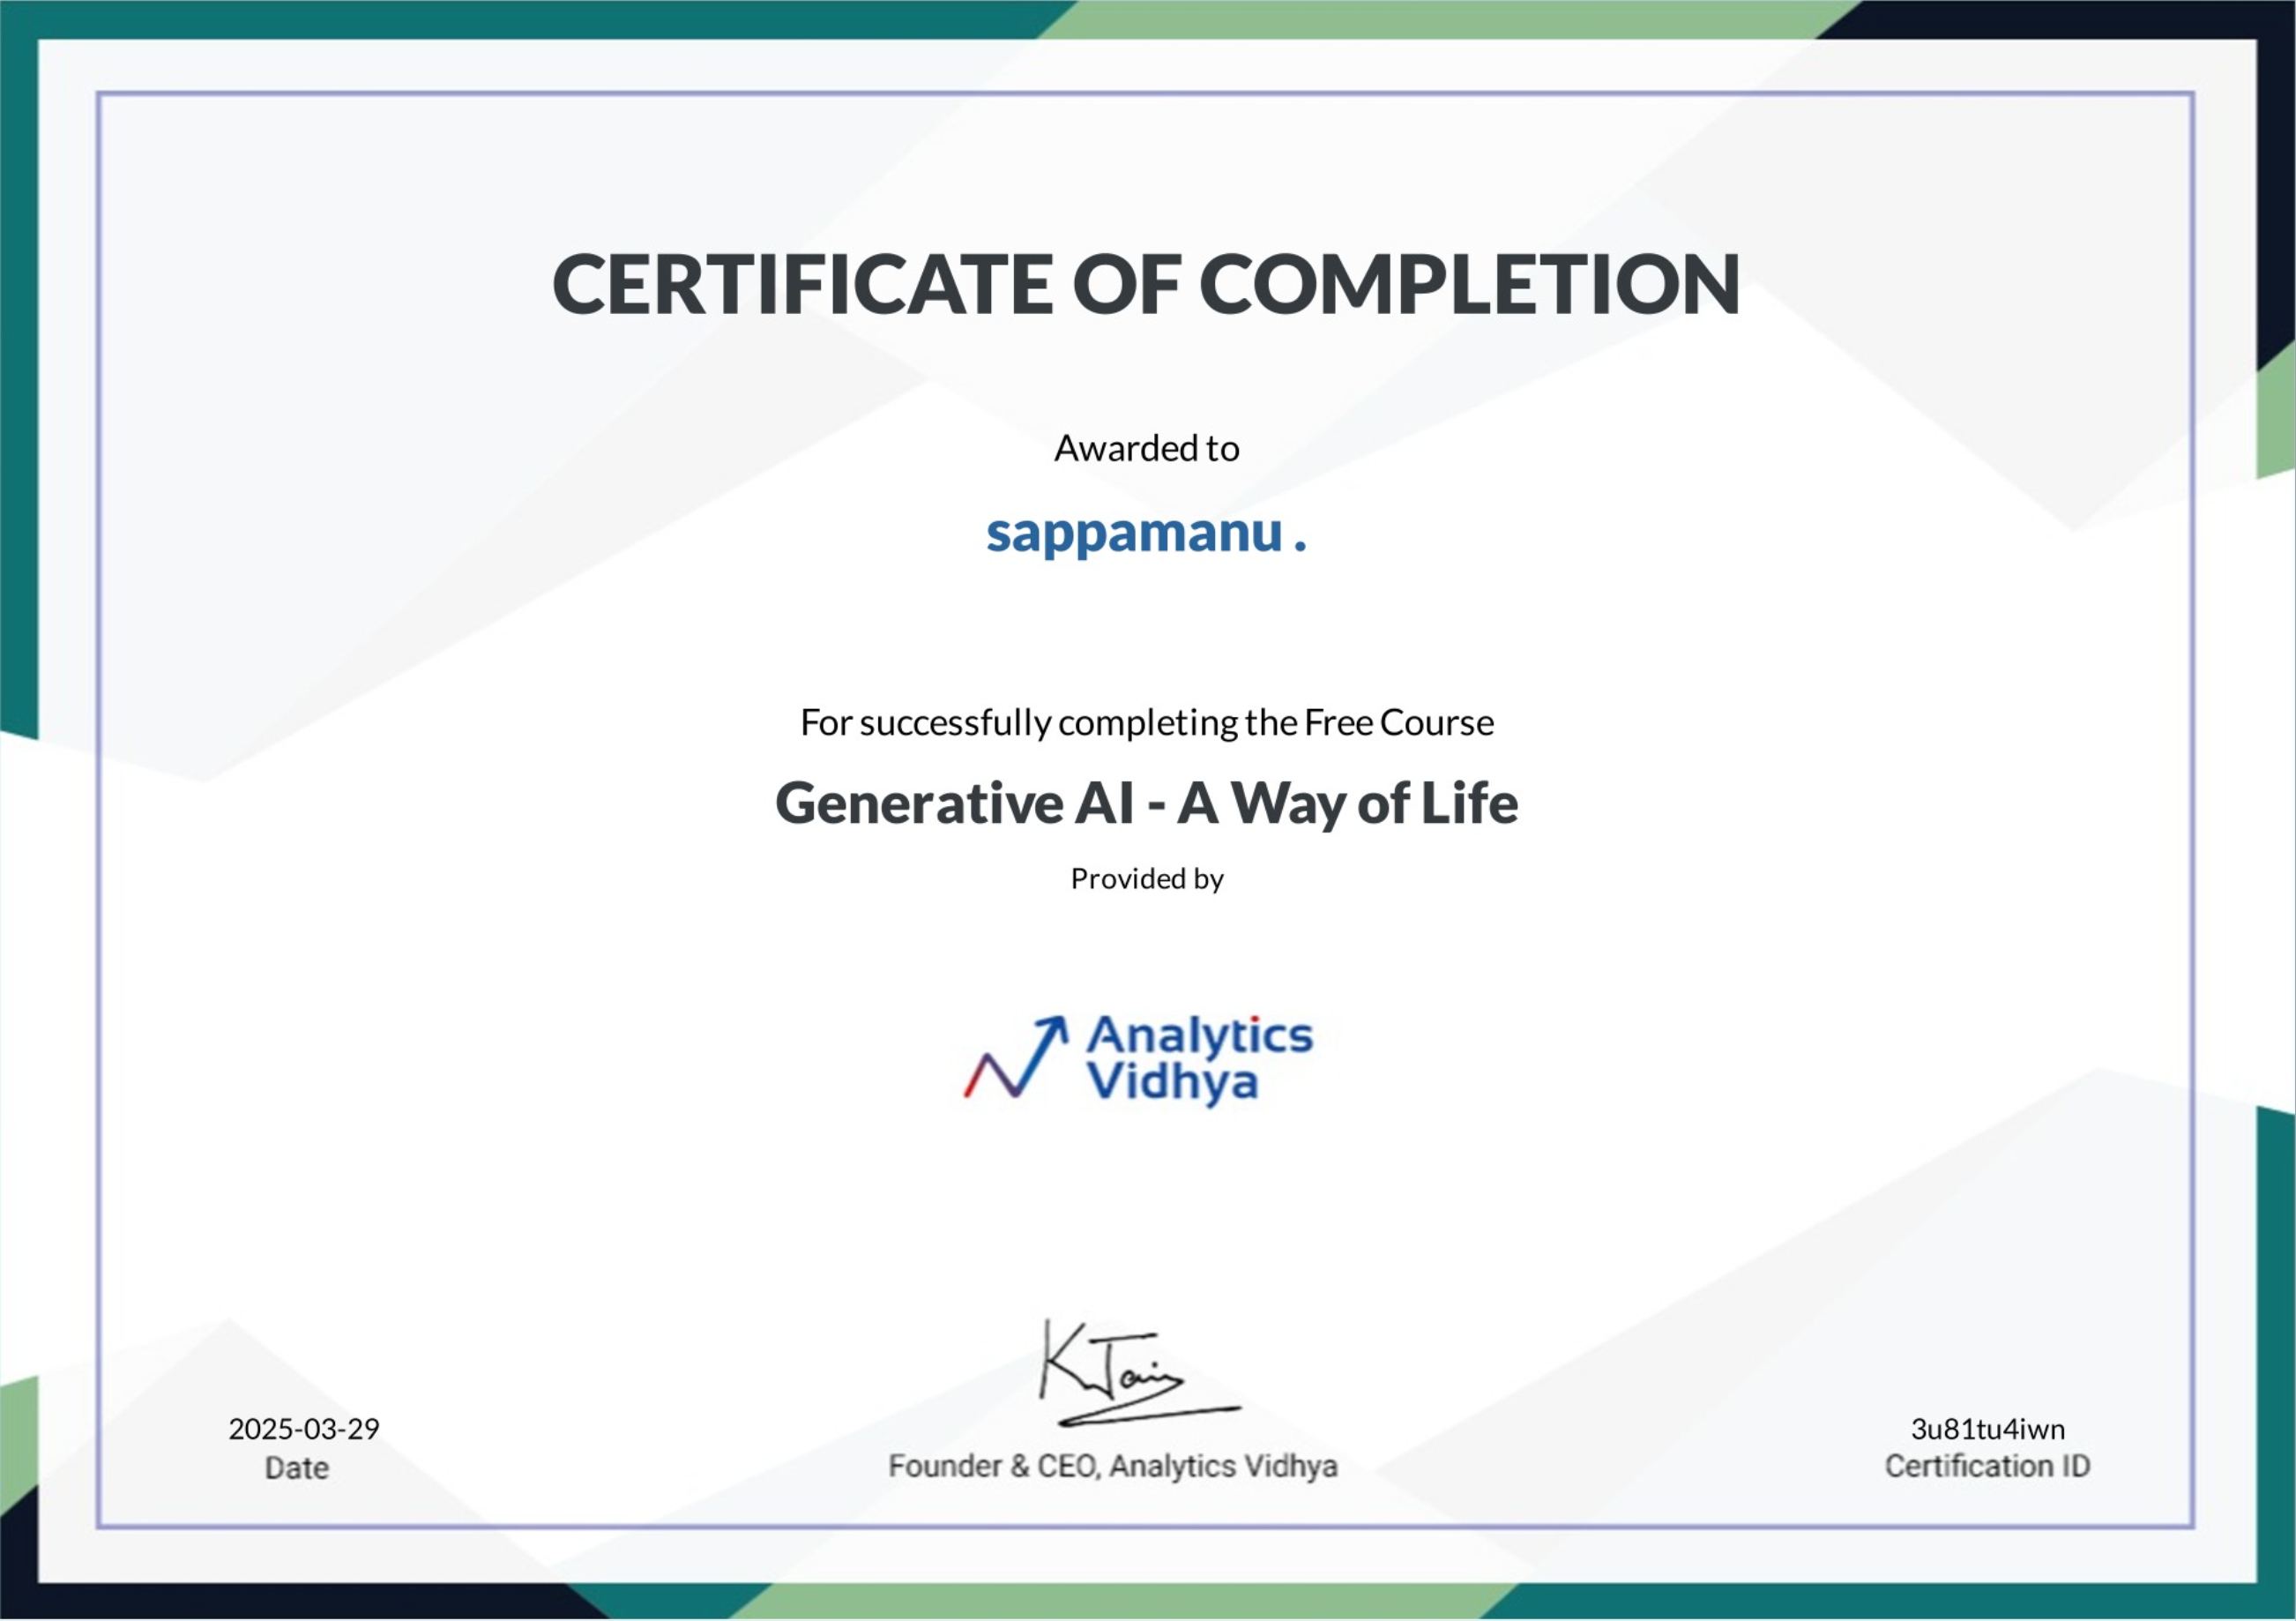 CERTIFICATE OF COMPLETION
Awarded to
sappamanu .
For successfully completing the Free Course
Generative AI - A Way of Life
Provided by
Analytics
Vidhya
KJain
2025-03-29
Date
Founder & CEO, Analytics Vidhya
3u81tu4iwn
Certification ID